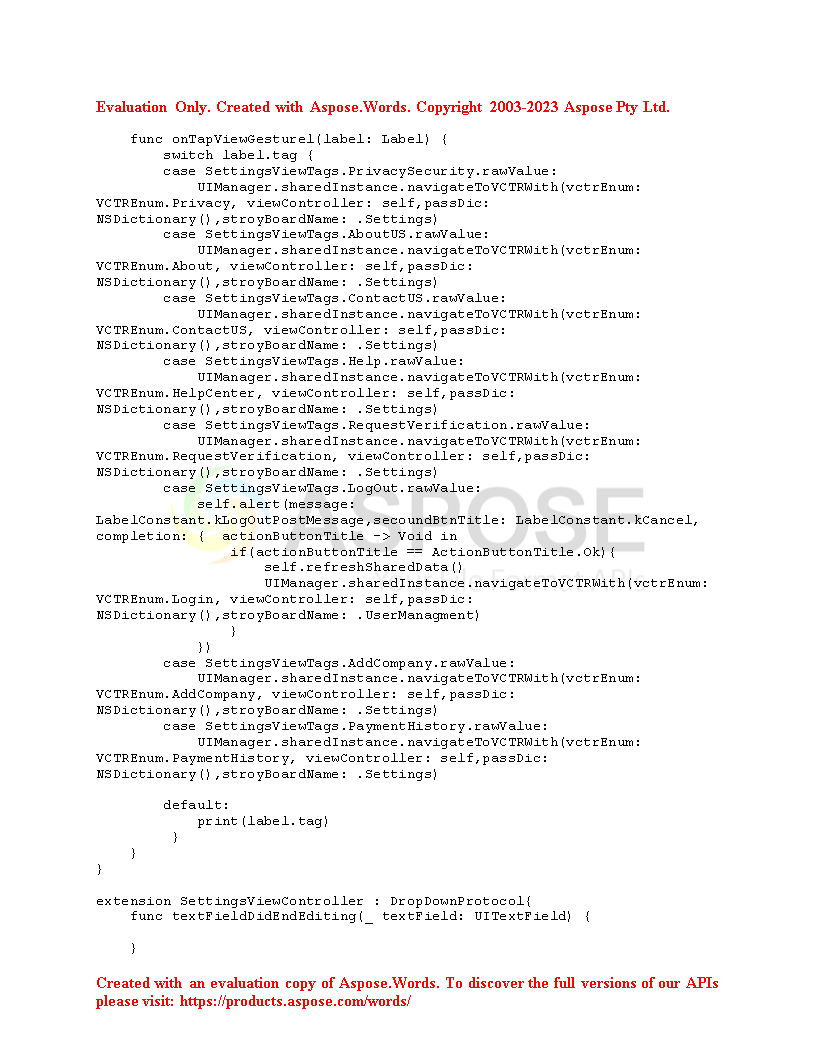 Evaluation Only. Created with Aspose.Words. Copyright 2003-2023 Aspose Pty Ltd.
    func onTapViewGesturel(label: Label) {
        switch label.tag {
        case SettingsViewTags.PrivacySecurity.rawValue:
            UIManager.sharedInstance.navigateToVCTRWith(vctrEnum:
VCTREnum.Privacy, viewController: self,passDic:
NSDictionary(),stroyBoardName: .Settings)
        case SettingsViewTags.AboutUS.rawValue:
            UIManager.sharedInstance.navigateToVCTRWith(vctrEnum:
VCTREnum.About, viewController: self,passDic:
NSDictionary(),stroyBoardName: .Settings)
        case SettingsViewTags.ContactUS.rawValue:
            UIManager.sharedInstance.navigateToVCTRWith(vctrEnum:
VCTREnum.ContactUS, viewController: self,passDic:
NSDictionary(),stroyBoardName: .Settings)
        case SettingsViewTags.Help.rawValue:
            UIManager.sharedInstance.navigateToVCTRWith(vctrEnum:
VCTREnum.HelpCenter, viewController: self,passDic:
NSDictionary(),stroyBoardName: .Settings)
        case SettingsViewTags.RequestVerification.rawValue:
            UIManager.sharedInstance.navigateToVCTRWith(vctrEnum:
VCTREnum.RequestVerification, viewController: self,passDic:
NSDictionary(),stroyBoardName: .Settings)
        case SettingsViewTags.LogOut.rawValue:
            self.alert(message:
LabelConstant.kLogOutPostMessage,secoundBtnTitle: LabelConstant.kCancel,
completion: {  actionButtonTitle -> Void in
                if(actionButtonTitle == ActionButtonTitle.Ok){
                    self.refreshSharedData()
                    UIManager.sharedInstance.navigateToVCTRWith(vctrEnum:
VCTREnum.Login, viewController: self,passDic:
NSDictionary(),stroyBoardName: .UserManagment)
                }
            })
        case SettingsViewTags.AddCompany.rawValue:
            UIManager.sharedInstance.navigateToVCTRWith(vctrEnum:
VCTREnum.AddCompany, viewController: self,passDic:
NSDictionary(),stroyBoardName: .Settings)
        case SettingsViewTags.PaymentHistory.rawValue:
            UIManager.sharedInstance.navigateToVCTRWith(vctrEnum:
VCTREnum.PaymentHistory, viewController: self,passDic:
NSDictionary(),stroyBoardName: .Settings)
        default:
            print(label.tag)
         }
    }
}
extension SettingsViewController : DropDownProtocol{
    func textFieldDidEndEditing(_ textField: UITextField) {
    }
ASPOSE
Created with an evaluation copy of Aspose.Words. To discover the full versions of our APIs
please visit: https://products.aspose.com/words/